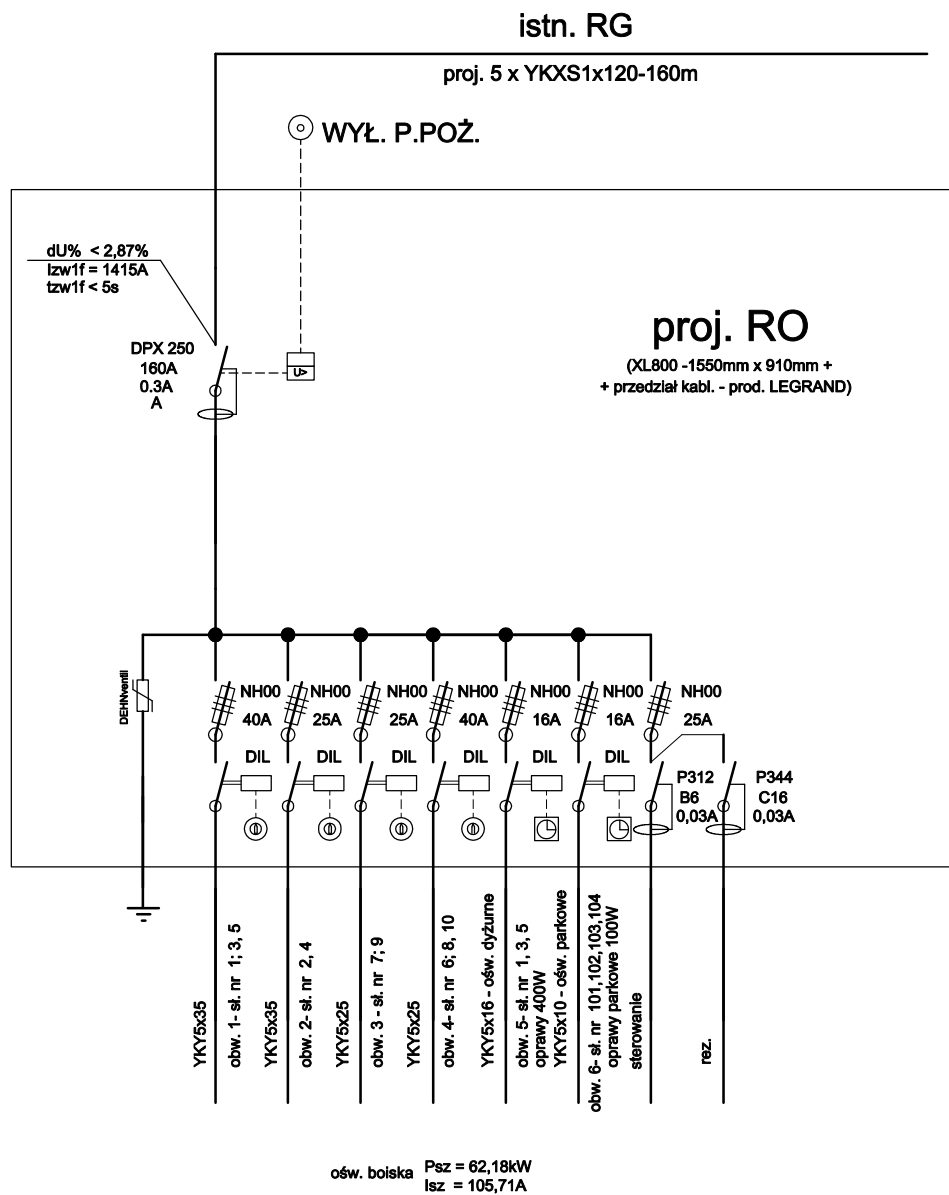 istn. RG
proj. 5 x YKXS1x120-160m
WYŁ. P.POŻ.
dU% < 2,87%
Izw1f = 1415A
tzw1f < 5s
proj. RO
(XL800 -1550mm x 910mm +
+ przedział kabl. - prod. LEGRAND)
DPX 250
160A
0.3A
A
U<
DEHNventil
NH00
40A
NH00
25A
NH00
25A
NH00
40A
NH00
16A
NH00
16A
NH00
25A
DIL
DIL
DIL
DIL
DIL
DIL
P312
B6
0,03A
P344
C16
0,03A
YKY5x35
obw. 1- sł. nr 1; 3, 5
YKY5x35
obw. 2- sł. nr 2, 4
YKY5x25
obw. 3 - sł. nr 7; 9
YKY5x25
obw. 4- sł. nr 6; 8, 10
YKY5x16 - ośw. dyżurne
obw. 5- sł. nr 1, 3, 5
oprawy 400W
YKY5x10 - ośw. parkowe
obw. 6- sł. nr 101,102,103,104
oprawy parkowe 100W
sterowanie
rez.
ośw. boiska
Psz = 62,18kW
Isz = 105,71A